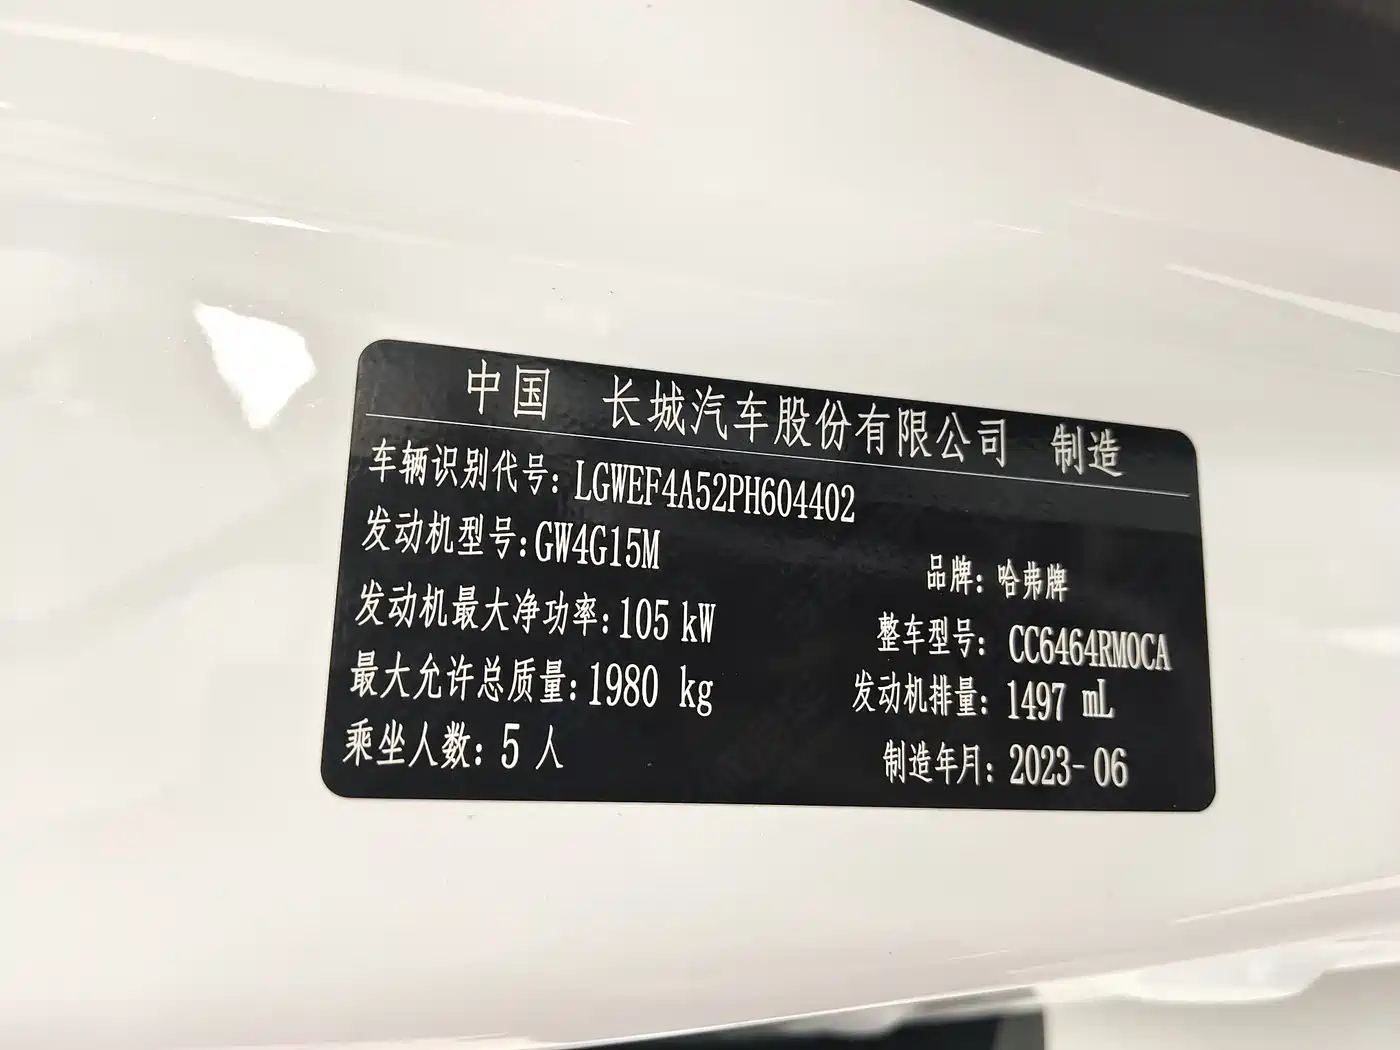 中国 长城汽车股份有限公司 制造
车辆识别代号：LGWEF4A52PH604402
发动机型号：GW4G15M
品牌：哈弗牌
发动机最大净功率：105 kW
整车型号：CC6464RM0CA
最大允许总质量：1980 kg
发动机排量：1497 mL
乘坐人数：5 人
制造年月：2023-06